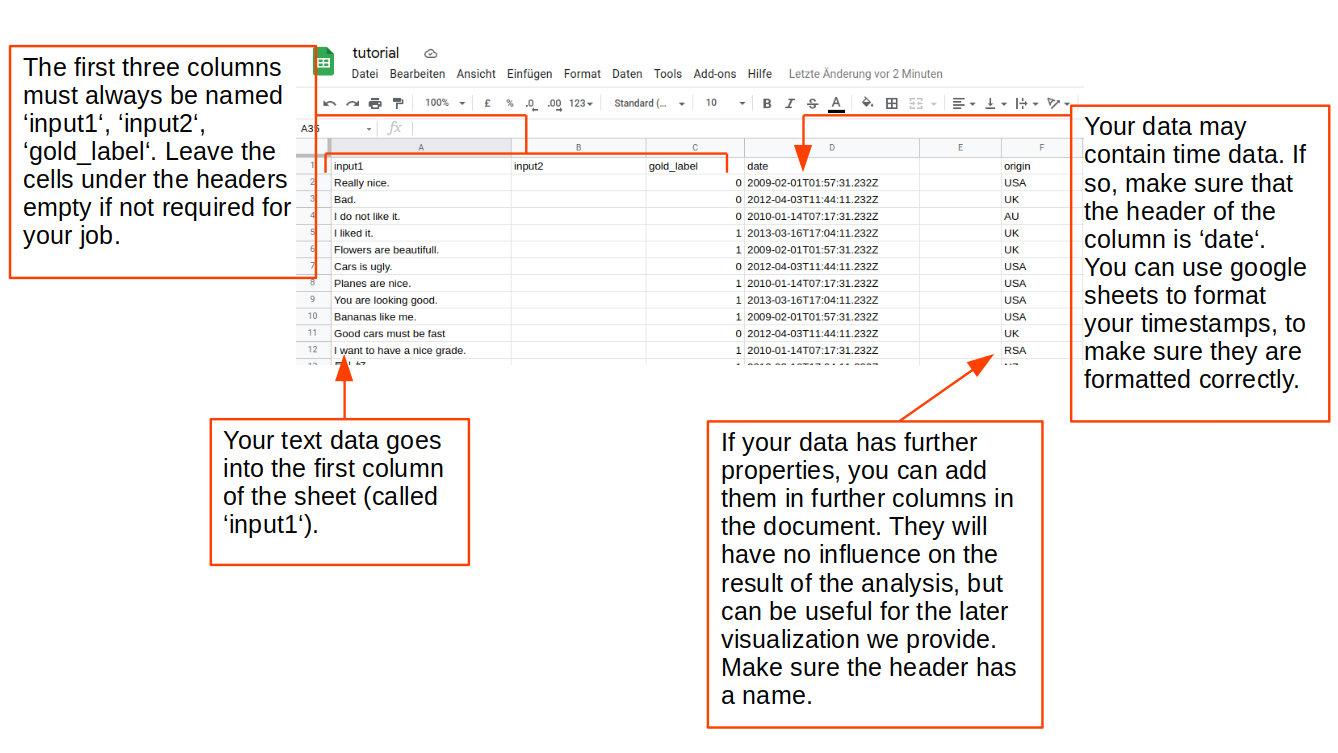 The first three columns
must always be named
‘input1‘, ‘input2‘,
‘gold_label‘. Leave the
cells under the headers
empty if not required for
your job.
tutorial
Datei Bearbeiten Ansicht Einfügen Format Daten Tools Add-ons Hilfe Letzte Änderung vor 2 Minuten
100% £ % .0 .00 123 Standard (... 10 B I S A
A35 fx
A B C D E F
1 input1 input2 gold_label date origin
2 Really nice. 0 2009-02-01T01:57:31.232Z USA
3 Bad. 0 2012-04-03T11:44:11.232Z UK
4 I do not like it. 0 2010-01-14T07:17:31.232Z AU
5 I liked it. 1 2013-03-16T17:04:11.232Z UK
6 Flowers are beautifull. 1 2009-02-01T01:57:31.232Z UK
7 Cars is ugly. 0 2012-04-03T11:44:11.232Z USA
8 Planes are nice. 1 2010-01-14T07:17:31.232Z USA
9 You are looking good. 1 2013-03-16T17:04:11.232Z USA
10 Bananas like me. 1 2009-02-01T01:57:31.232Z USA
11 Good cars must be fast 0 2012-04-03T11:44:11.232Z UK
12 I want to have a nice grade. 1 2010-01-14T07:17:31.232Z RSA
Your data may
contain time data. If
so, make sure that
the header of the
column is ‘date‘.
You can use google
sheets to format
your timestamps, to
make sure they are
formatted correctly.
Your text data goes
into the first column
of the sheet (called
‘input1‘).
If your data has further
properties, you can add
them in further columns in
the document. They will
have no influence on the
result of the analysis, but
can be useful for the later
visualization we provide.
Make sure the header has
a name.